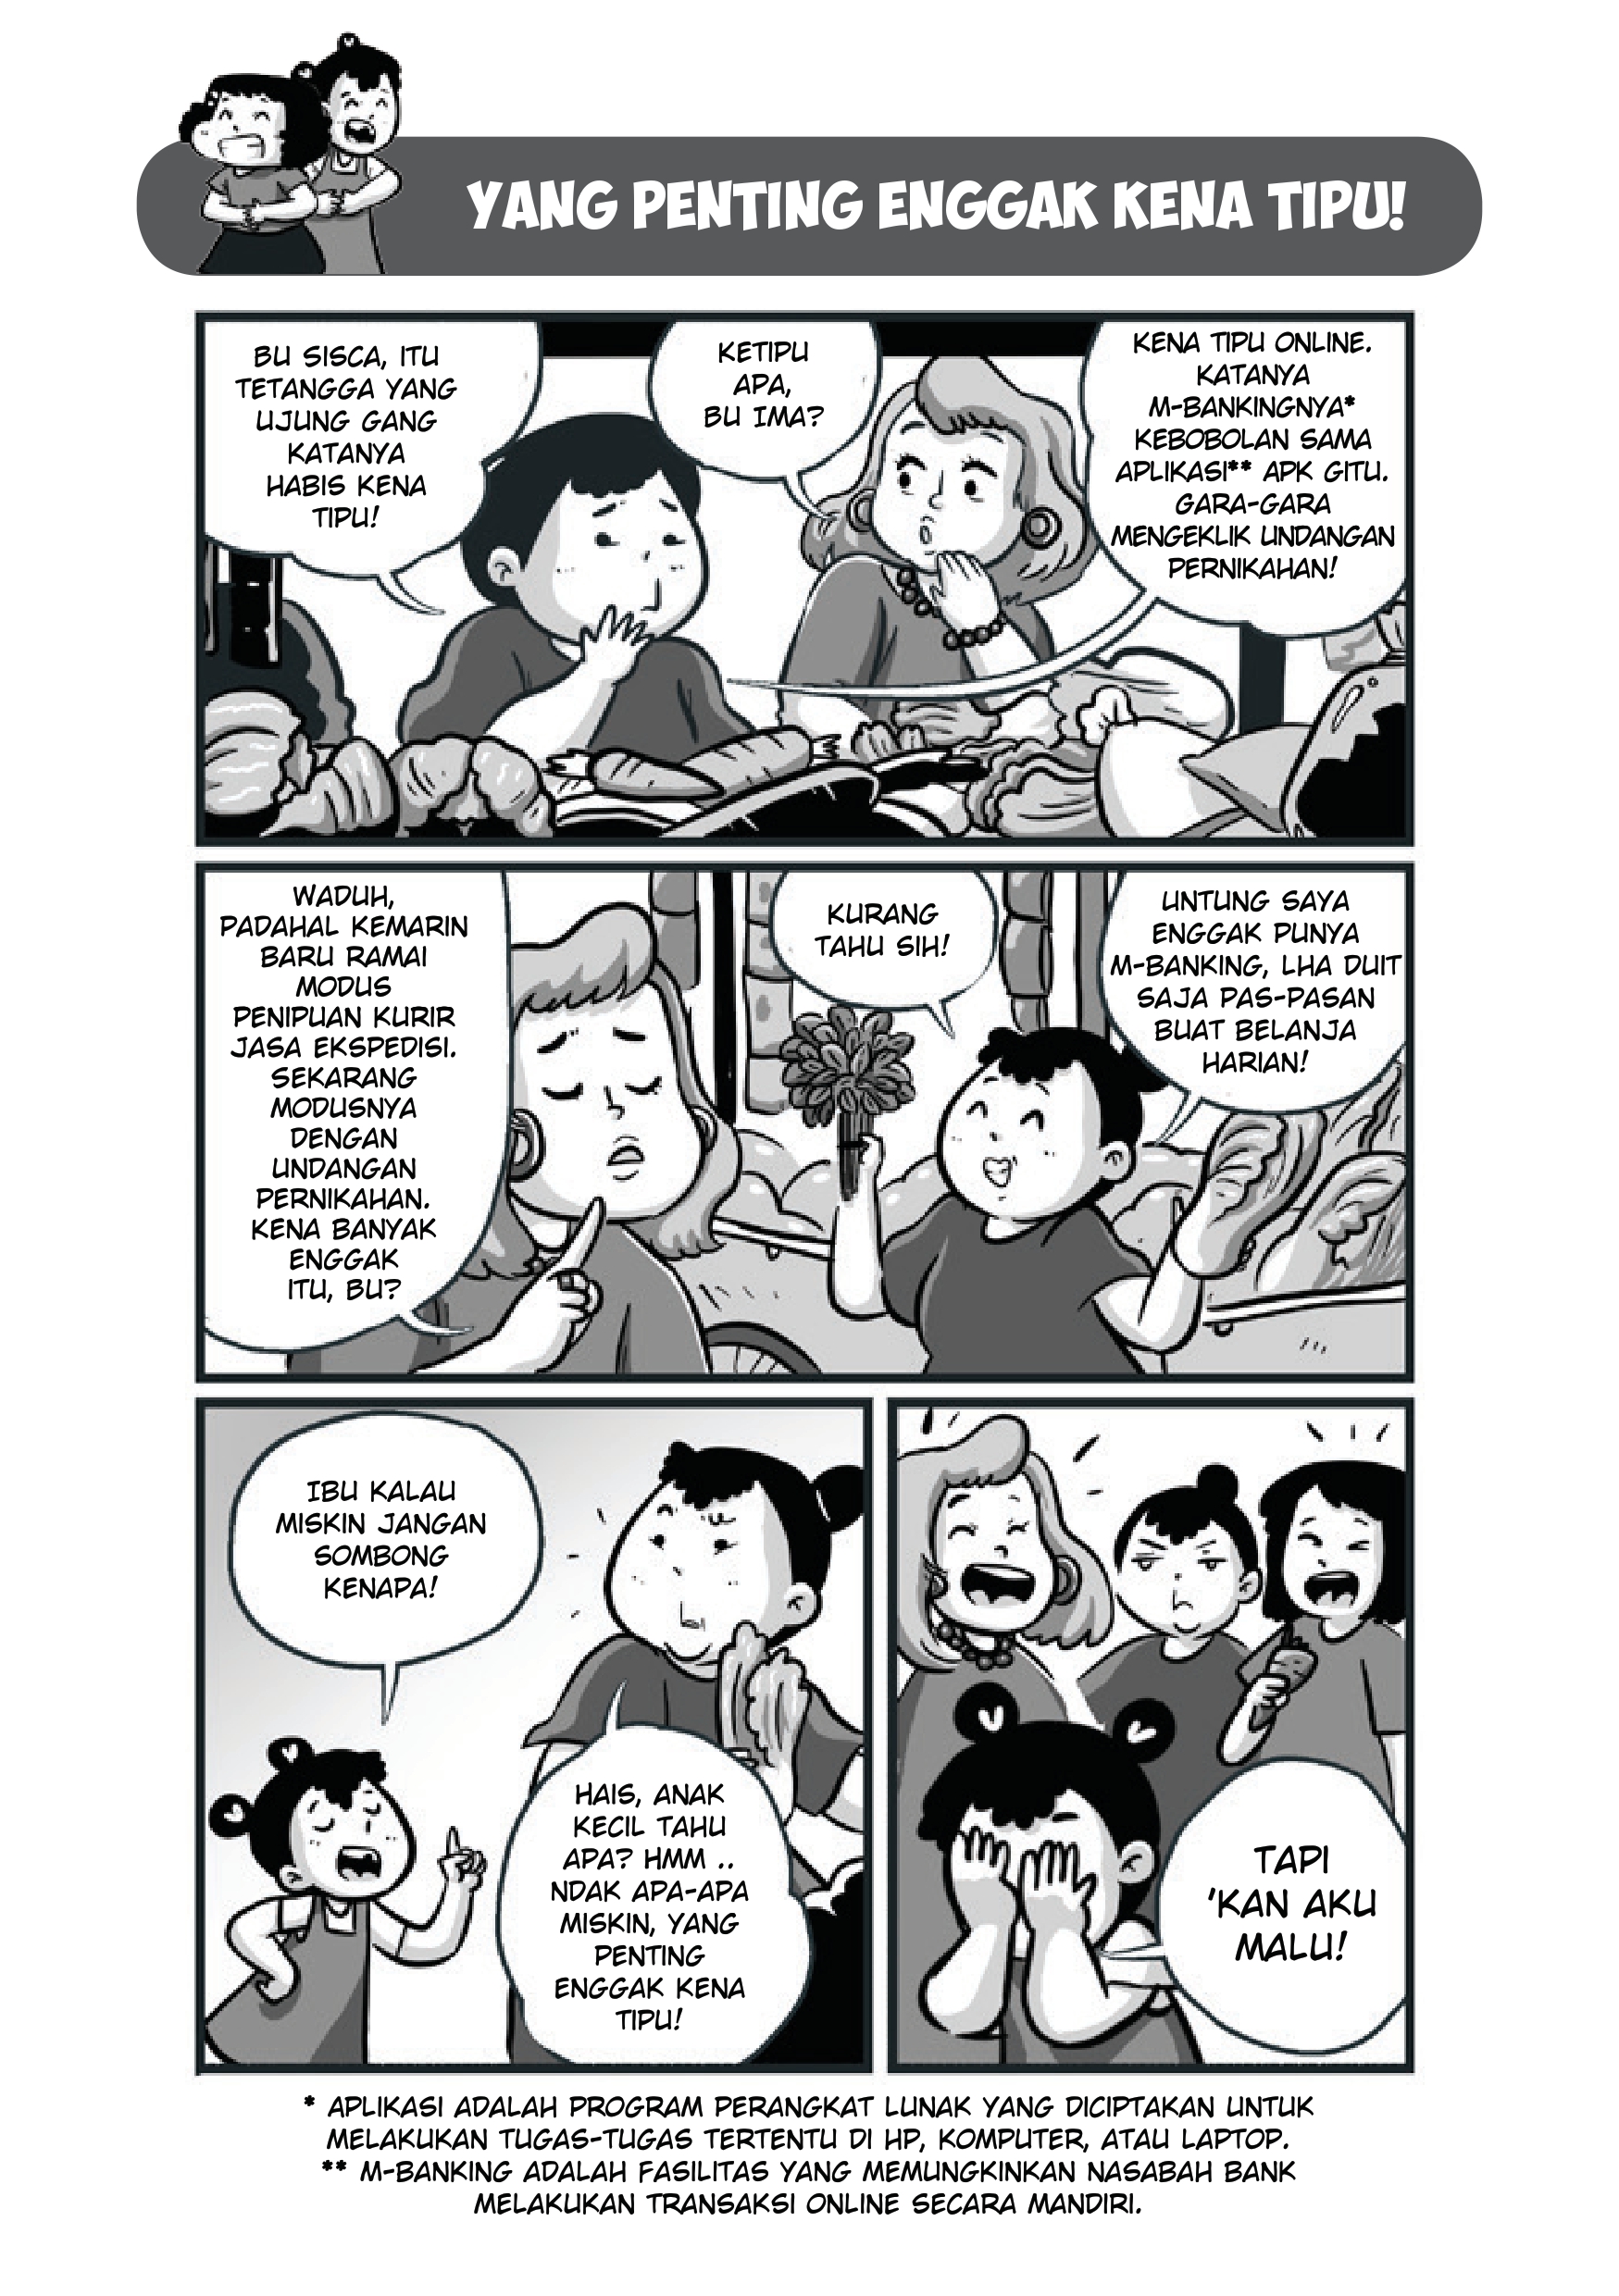 YANG PENTING ENGGAK KENA TIPU!
BU SISCA, ITU
TETANGGA YANG
UJUNG GANG
KATANYA
HABIS KENA
TIPU!
KETIPU
APA,
BU IMA?
KENA TIPU ONLINE.
KATANYA
M-BANKINGNYA*
KEBOBOLAN SAMA
APLIKASI** APK GITU.
GARA-GARA
MENGEKLIK UNDANGAN
PERNIKAHAN!
WADUH,
PADAHAL KEMARIN
BARU RAMAI
MODUS
PENIPUAN KURIR
JASA EKSPEDISI.
SEKARANG
MODUSNYA
DENGAN
UNDANGAN
PERNIKAHAN.
KENA BANYAK
ENGGAK
ITU, BU?
KURANG
TAHU SIH!
UNTUNG SAYA
ENGGAK PUNYA
M-BANKING, LHA DUIT
SAJA PAS-PASAN
BUAT BELANJA
HARIAN!
IBU KALAU
MISKIN JANGAN
SOMBONG
KENAPA!
HAIS, ANAK
KECIL TAHU
APA? HMM ..
NDAK APA-APA
MISKIN, YANG
PENTING
ENGGAK KENA
TIPU!
TAPI
'KAN AKU
MALU!
* APLIKASI ADALAH PROGRAM PERANGKAT LUNAK YANG DICIPTAKAN UNTUK
MELAKUKAN TUGAS-TUGAS TERTENTU DI HP, KOMPUTER, ATAU LAPTOP.
** M-BANKING ADALAH FASILITAS YANG MEMUNGKINKAN NASABAH BANK
MELAKUKAN TRANSAKSI ONLINE SECARA MANDIRI.